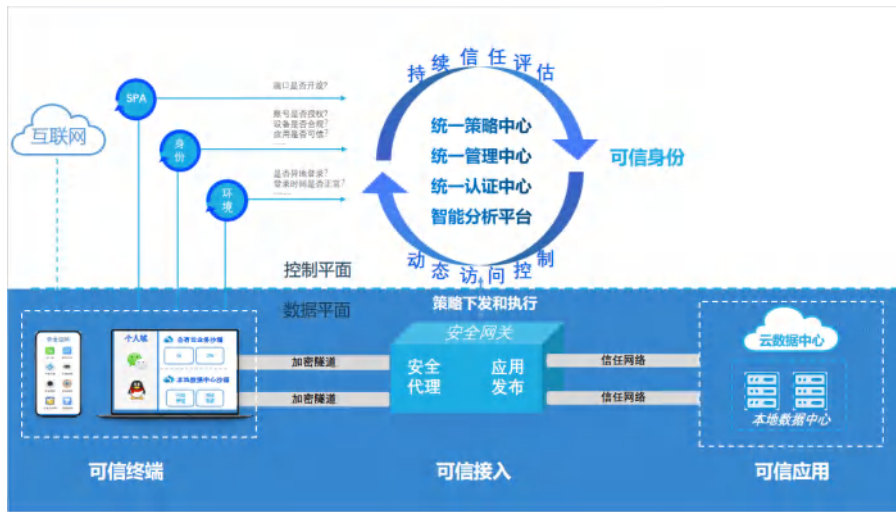 持续信任评估
SPA
端口是否开放?
互联网
身份
账号是否授权?
设备是否合规?
应用是否可信?
......
统一策略中心
统一管理中心
统一认证中心
智能分析平台
可信身份
环境
是否异地登录?
登录时间是否正常?
........
动态访问控制
控制平面
数据平面
策略下发和执行
安全网关
安全代理
应用发布
个人域
加密隧道
加密隧道
信任网络
信任网络
云数据中心
本地数据中心
可信终端
可信接入
可信应用